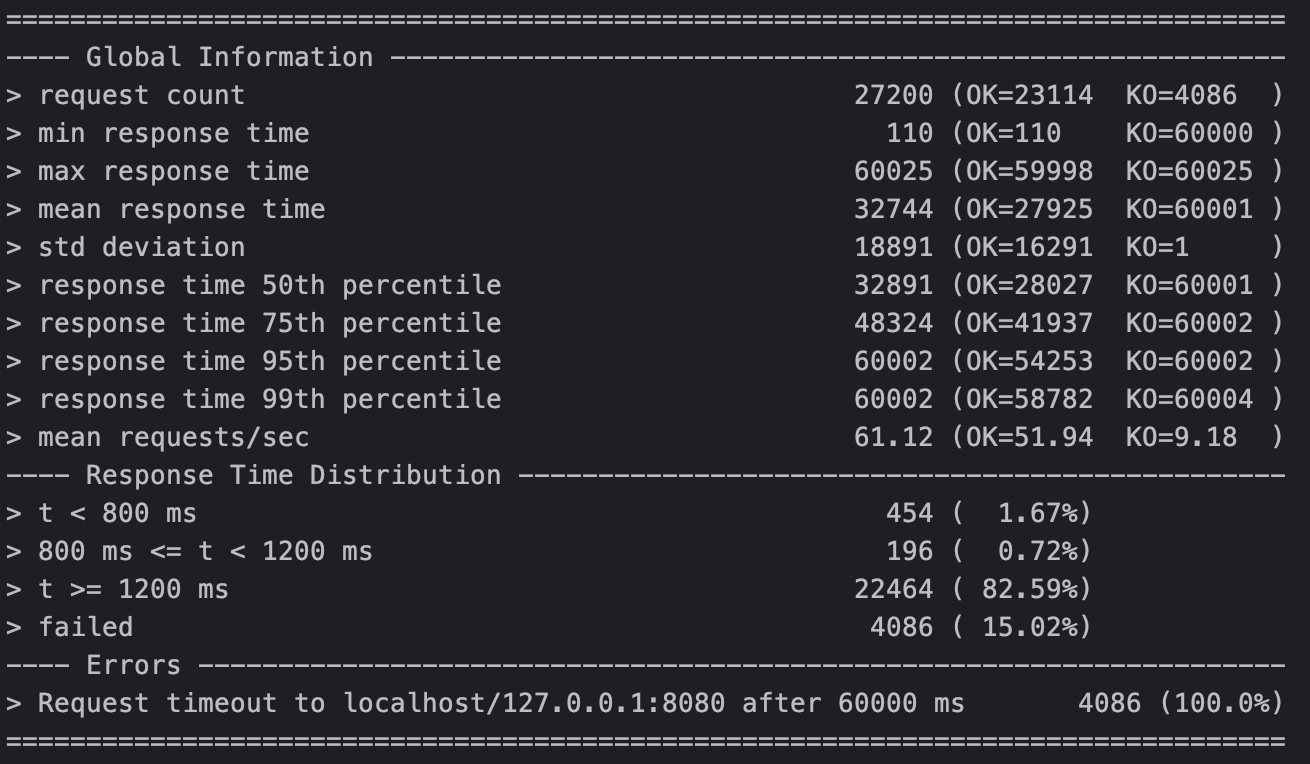 ================================================================================
---- Global Information --------------------------------------------------------
> request count                                      27200 (OK=23114  KO=4086  )
> min response time                                    110 (OK=110    KO=60000 )
> max response time                                  60025 (OK=59998  KO=60025 )
> mean response time                                 32744 (OK=27925  KO=60001 )
> std deviation                                      18891 (OK=16291  KO=1     )
> response time 50th percentile                      32891 (OK=28027  KO=60001 )
> response time 75th percentile                      48324 (OK=41937  KO=60002 )
> response time 95th percentile                      60002 (OK=54253  KO=60002 )
> response time 99th percentile                      60002 (OK=58782  KO=60004 )
> mean requests/sec                                  61.12 (OK=51.94  KO=9.18  )
---- Response Time Distribution ------------------------------------------------
> t < 800 ms                                           454 (  1.67%)
> 800 ms <= t < 1200 ms                                196 (  0.72%)
> t >= 1200 ms                                       22464 ( 82.59%)
> failed                                              4086 ( 15.02%)
---- Errors --------------------------------------------------------------------
> Request timeout to localhost/127.0.0.1:8080 after 60000 ms       4086 (100.0%)
================================================================================